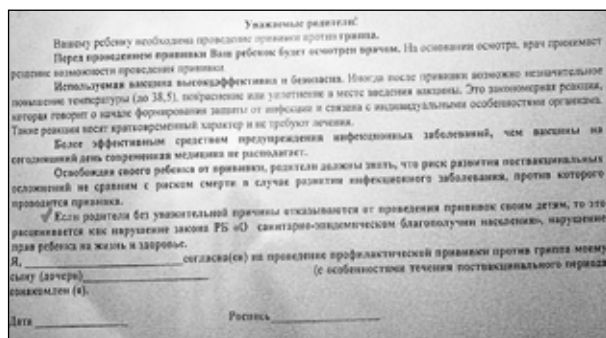 Уважаемые родители!
Вашему ребенку необходима проведение прививки против гриппа.
Перед проведением прививки Ваш ребенок будет осмотрен врачом. На основании осмотра, врач принимает
решение возможности проведения прививки.
Используемая вакцина высокоэффективна и безопасна. Иногда после прививки возможно незначительное
повышение температуры (до 38,5), покраснение или уплотнение в месте введения вакцины. Это закономерная реакция,
которая говорит о начале формирования защиты от инфекции и связана с индивидуальными особенностями организма.
Такие реакции носят кратковременный характер и не требуют лечения.
Более эффективным средством предупреждения инфекционных заболеваний, чем вакцины на
сегодняшний день современная медицина не располагает.
Освобождая своего ребенка от прививки, родители должны знать, что риск развития поствакцинальных
осложнений не сравним с риском смерти в случае развития инфекционного заболевания, против которого
проводится прививка.
Если родители без уважительной причины отказываются от проведения прививок своим детям, то это
расценивается как нарушение закона РБ «О санитарно-эпидемическом благополучии населения», нарушение
прав ребенка на жизнь и здоровье.
Я, ____________________ согласна(ен) на проведение профилактической прививки против гриппа моему
сыну (дочери)____________________ (с особенностями течения поствакцинального периода
ознакомлен (а).
Дата ______________ Роспись________________